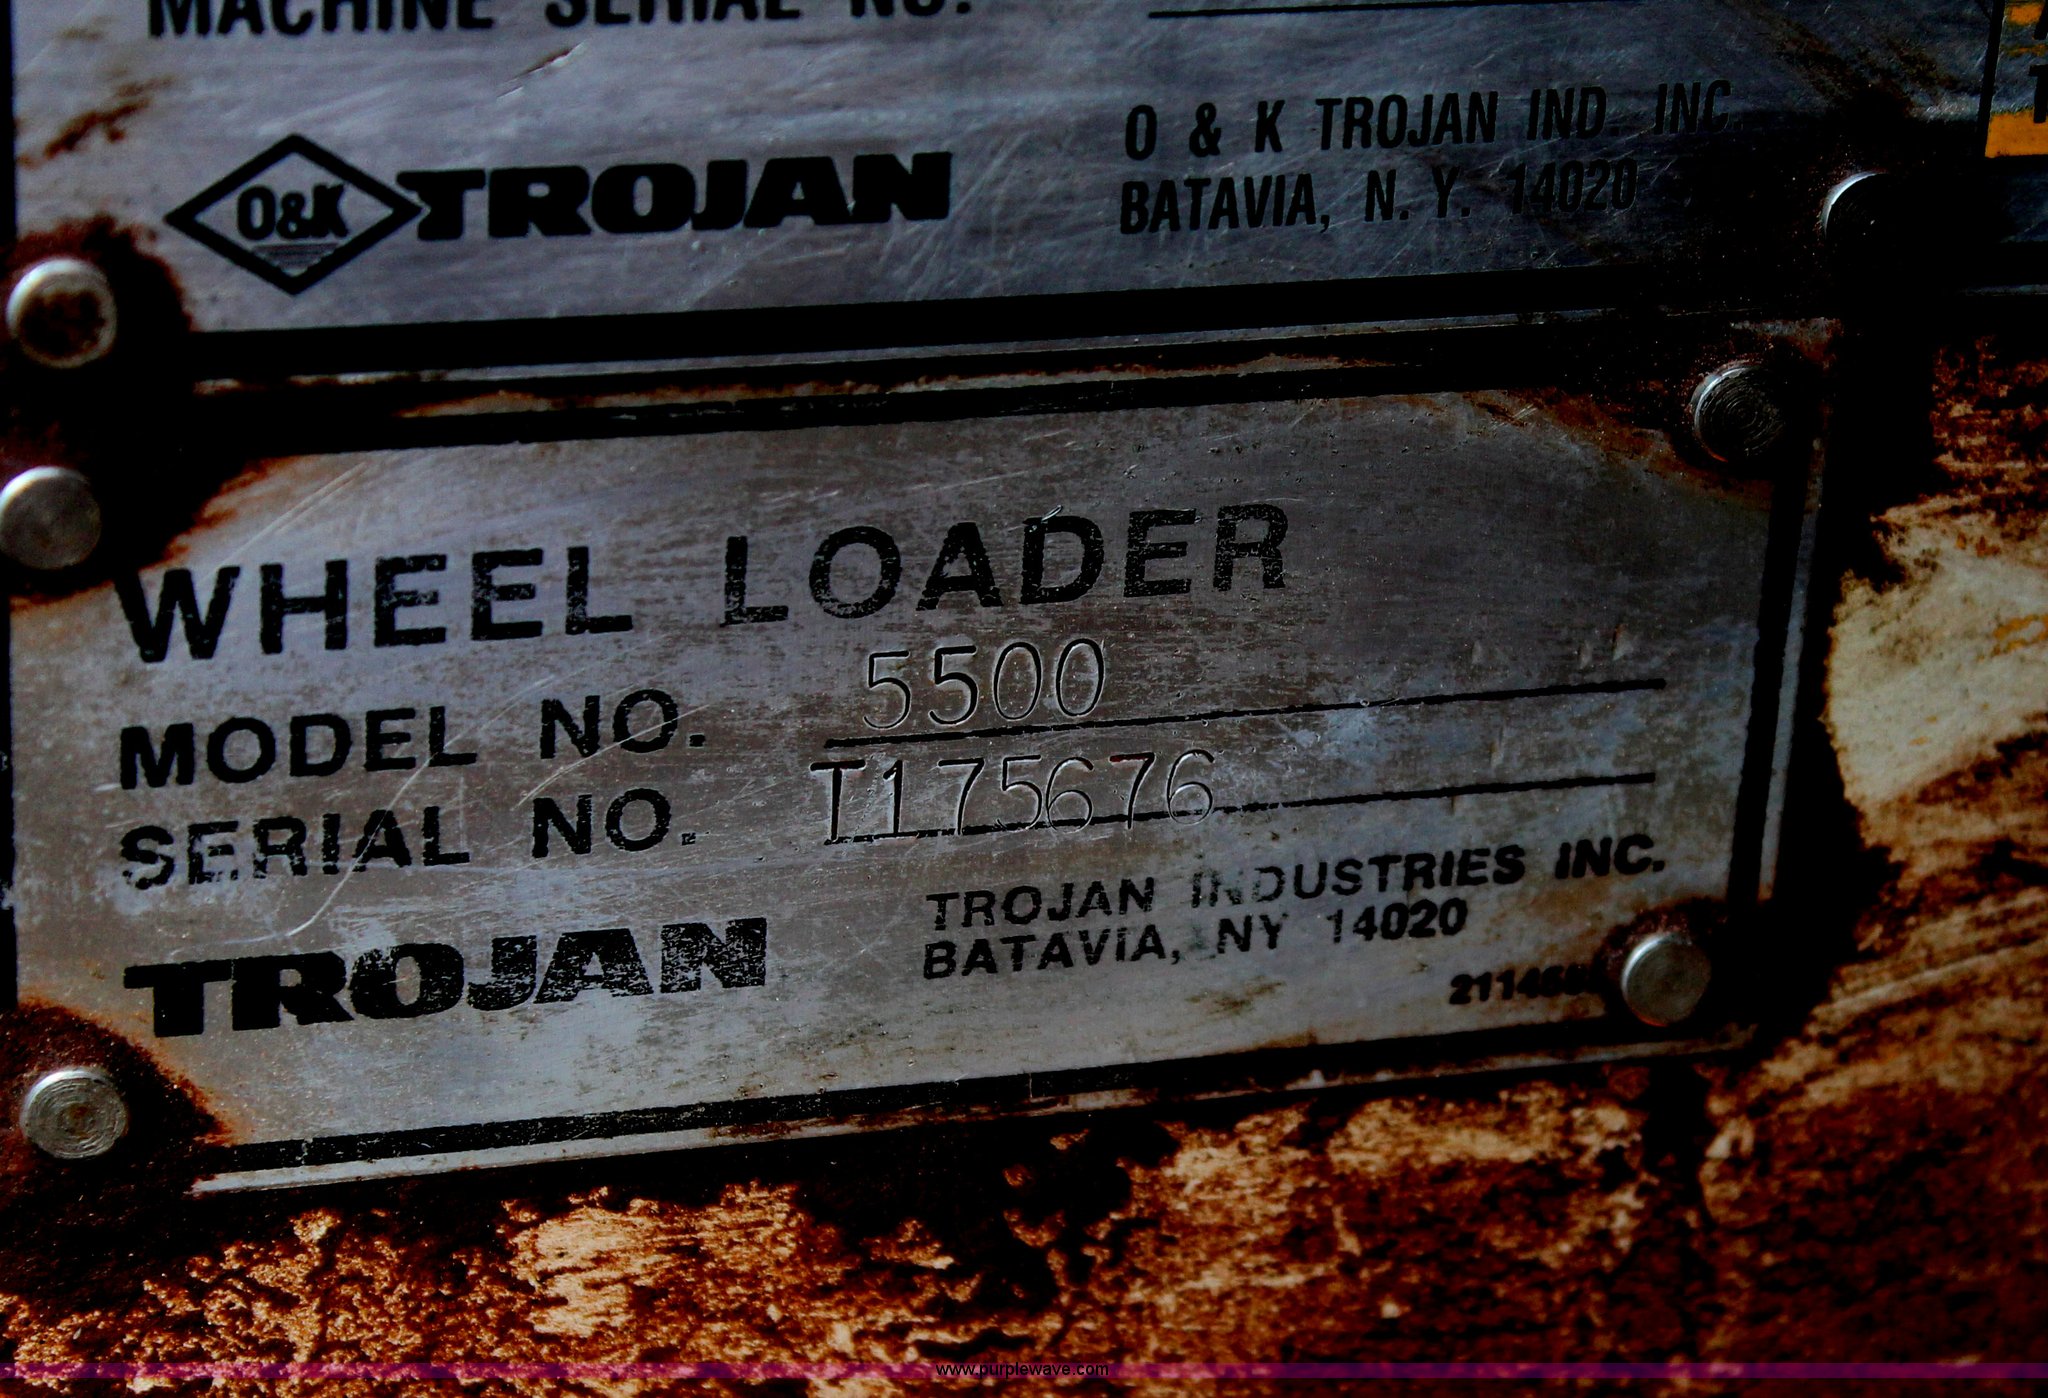 MACHINE SERIAL NO.
O&K TROJAN
O & K TROJAN IND. INC.
BATAVIA, N.Y. 14020
WHEEL LOADER
MODEL NO. 5500
SERIAL NO. T175676
TROJAN
TROJAN INDUSTRIES INC.
BATAVIA, NY 14020
www.purplewave.com